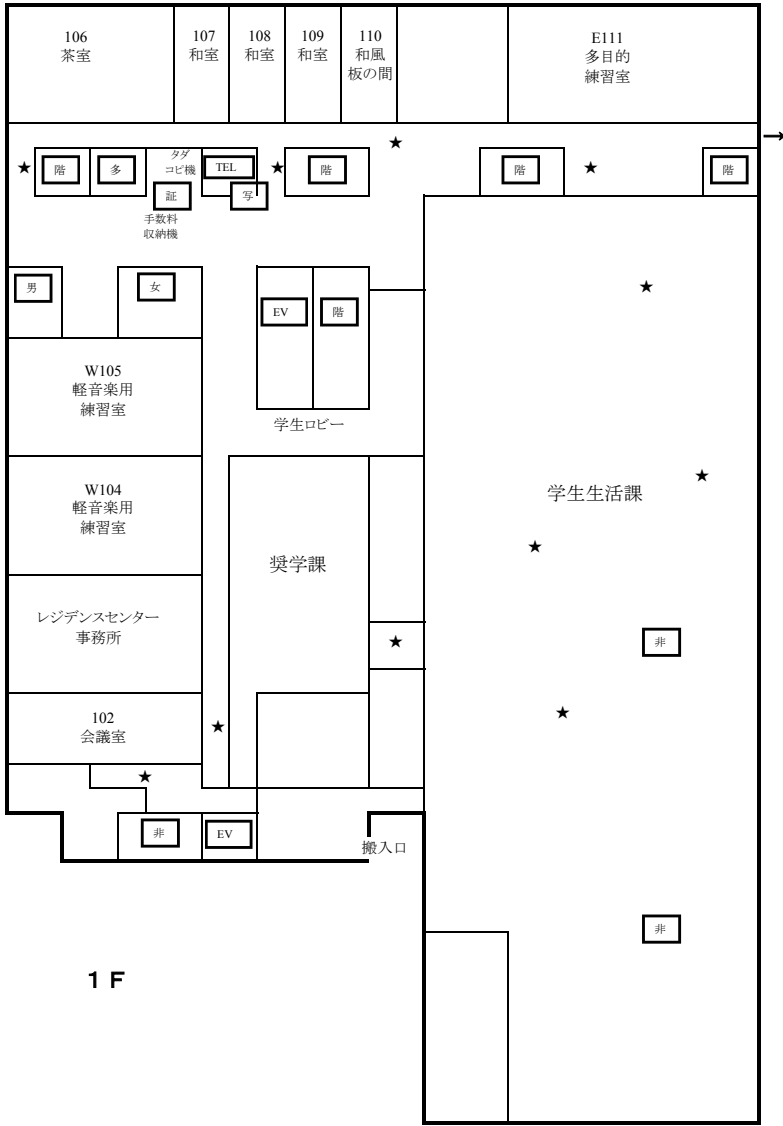 106
茶室
107
和室
108
和室
109
和室
110
和風
板の間
E111
多目的
練習室
→
★
階
多
タダ
コピ機
TEL
★
階
★
階
★
階
証
写
手数料
収納機
男
女
EV
階
★
学生ロビー
W105
軽音楽用
練習室
W104
軽音楽用
練習室
奨学課
学生生活課
★
★
レジデンスセンター
事務所
★
非
102
会議室
★
★
★
非
EV
搬入口
非
1 F